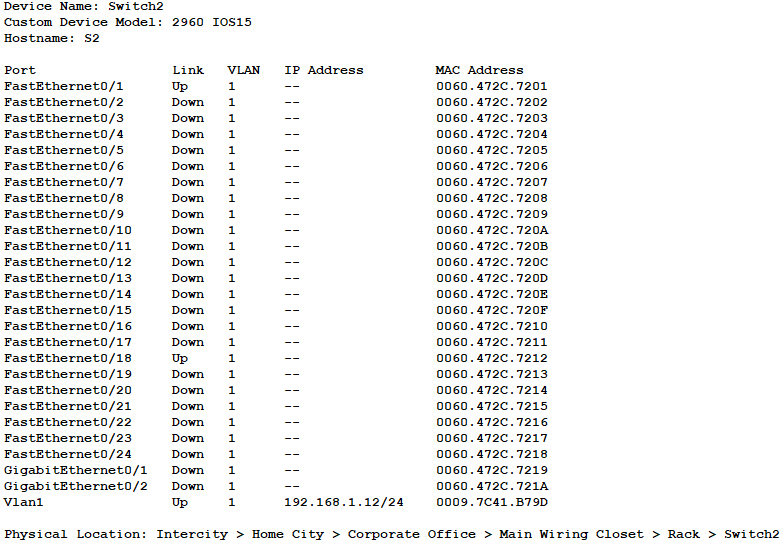 Device Name: Switch2
Custom Device Model: 2960 IOS15
Hostname: S2
Port Link VLAN IP Address MAC Address
FastEthernet0/1 Up 1 -- 0060.472C.7201
FastEthernet0/2 Down 1 -- 0060.472C.7202
FastEthernet0/3 Down 1 -- 0060.472C.7203
FastEthernet0/4 Down 1 -- 0060.472C.7204
FastEthernet0/5 Down 1 -- 0060.472C.7205
FastEthernet0/6 Down 1 -- 0060.472C.7206
FastEthernet0/7 Down 1 -- 0060.472C.7207
FastEthernet0/8 Down 1 -- 0060.472C.7208
FastEthernet0/9 Down 1 -- 0060.472C.7209
FastEthernet0/10 Down 1 -- 0060.472C.720A
FastEthernet0/11 Down 1 -- 0060.472C.720B
FastEthernet0/12 Down 1 -- 0060.472C.720C
FastEthernet0/13 Down 1 -- 0060.472C.720D
FastEthernet0/14 Down 1 -- 0060.472C.720E
FastEthernet0/15 Down 1 -- 0060.472C.720F
FastEthernet0/16 Down 1 -- 0060.472C.7210
FastEthernet0/17 Down 1 -- 0060.472C.7211
FastEthernet0/18 Up 1 -- 0060.472C.7212
FastEthernet0/19 Down 1 -- 0060.472C.7213
FastEthernet0/20 Down 1 -- 0060.472C.7214
FastEthernet0/21 Down 1 -- 0060.472C.7215
FastEthernet0/22 Down 1 -- 0060.472C.7216
FastEthernet0/23 Down 1 -- 0060.472C.7217
FastEthernet0/24 Down 1 -- 0060.472C.7218
GigabitEthernet0/1 Down 1 -- 0060.472C.7219
GigabitEthernet0/2 Down 1 -- 0060.472C.721A
Vlan1 Up 1 192.168.1.12/24 0009.7C41.B79D
Physical Location: Intercity > Home City > Corporate Office > Main Wiring Closet > Rack > Switch2